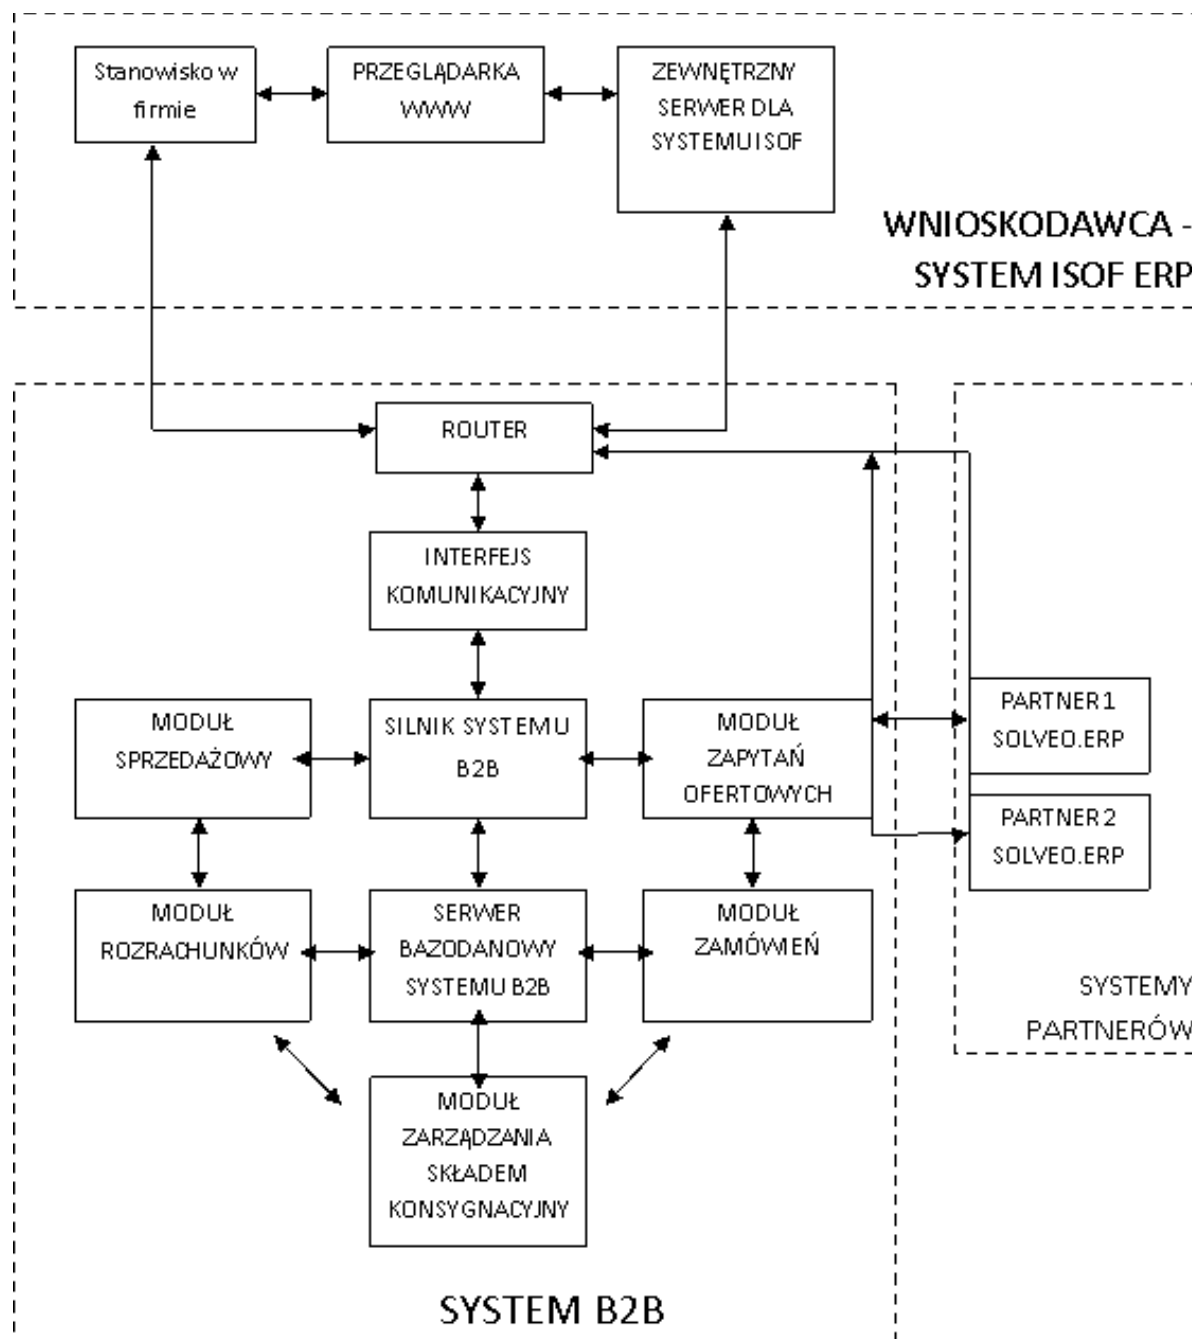 Stanowisko w
firmie
PRZEGLĄDARKA
WWW
ZEWNĘTRZNY
SERWER DLA
SYSTEMU ISOF
WNIOSKODAWCA -
SYSTEM ISOF ERP
ROUTER
INTERFEJS
KOMUNIKACYJNY
MODUŁ
SPRZEDAŻOWY
SILNIK SYSTEMU
B2B
MODUŁ
ZAPYTAŃ
OFERTOWYCH
PARTNER 1
SOLVEO.ERP
PARTNER 2
SOLVEO.ERP
MODUŁ
ROZRACHUNKÓW
SERWER
BAZODANOWY
SYSTEMU B2B
MODUŁ
ZAMÓWIEŃ
SYSTEMY
PARTNERÓW
MODUŁ
ZARZĄDZANIA
SKŁADEM
KONSYGNACYJNY
SYSTEM B2B